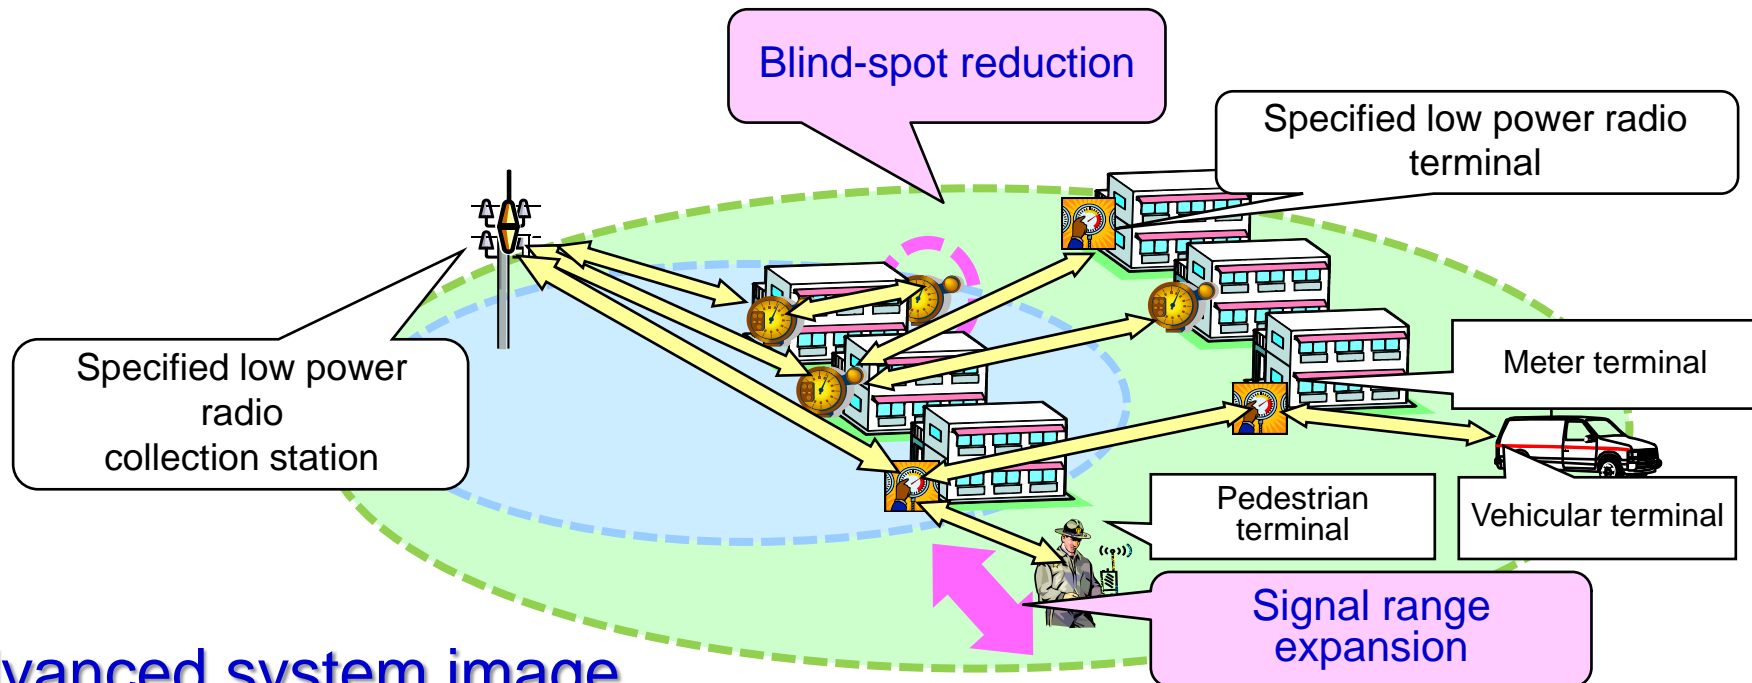 Blind-spot reduction
Specified low power radio
terminal
Specified low power
radio
collection station
Meter terminal
Pedestrian
terminal
Vehicular terminal
Signal range
expansion
dvanced system image